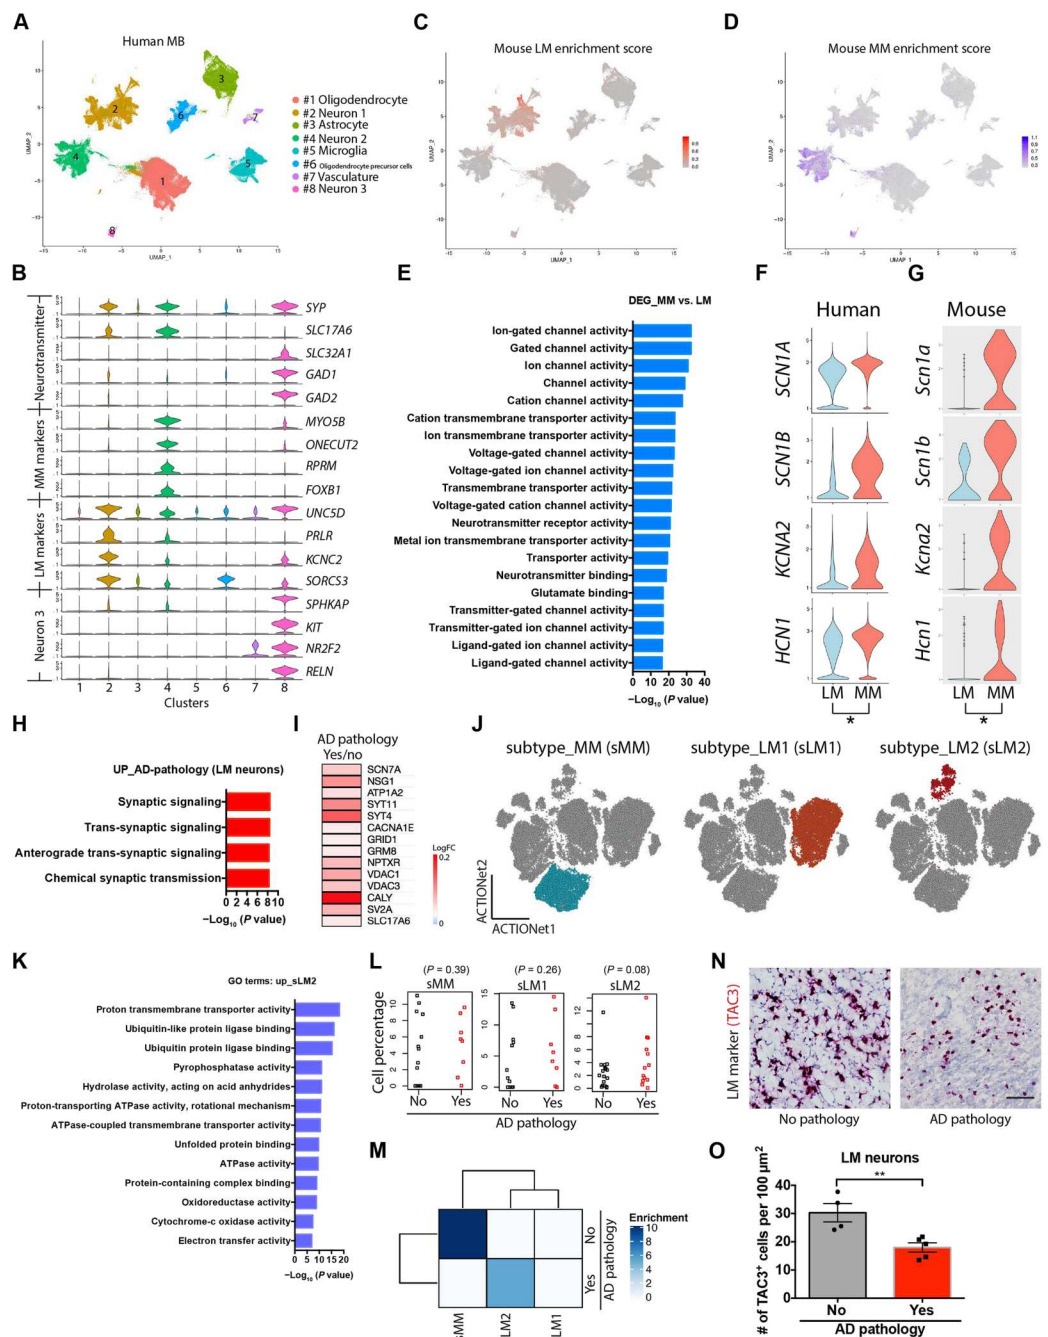 A
Human MB
UMAP_2
UMAP_1
#1 Oligodendrocyte
#2 Neuron 1
#3 Astrocyte
#4 Neuron 2
#5 Microglia
#6 Oligodendrocyte precursor cells
#7 Vasculature
#8 Neuron 3
C
Mouse LM enrichment score
UMAP_2
UMAP_1
D
Mouse MM enrichment score
UMAP_2
UMAP_1
B
Neurotransmitter
SYP
SLC17A6
SLC32A1
GAD1
GAD2
MM markers
MYO5B
ONECUT2
RPRM
FOXB1
LM markers
UNC5D
PRLR
KCNC2
SORCS3
Neuron 3
SPHKAP
KIT
NR2F2
RELN
1 2 3 4 5 6 7 8
Clusters
E
DEG_MM vs. LM
Ion-gated channel activity
Gated channel activity
Ion channel activity
Channel activity
Cation channel activity
Cation transmembrane transporter activity
Ion transmembrane transporter activity
Voltage-gated channel activity
Voltage-gated ion channel activity
Transmembrane transporter activity
Voltage-gated cation channel activity
Neurotransmitter receptor activity
Metal ion transmembrane transporter activity
Transporter activity
Neurotransmitter binding
Glutamate binding
Transmitter-gated channel activity
Transmitter-gated ion channel activity
Ligand-gated ion channel activity
Ligand-gated channel activity
0 10 20 30 40
−Log10 (P value)
F
Human
SCN1A
SCN1B
KCNA2
HCN1
LM MM
*
G
Mouse
Scn1a
Scn1b
Kcna2
Hcn1
LM MM
*
H
UP_AD-pathology (LM neurons)
Synaptic signaling
Trans-synaptic signaling
Anterograde trans-synaptic signaling
Chemical synaptic transmission
0 2 4 6 8 10
−Log10 (P value)
I
AD pathology
Yes/no
SCN7A
NSG1
ATP1A2
SYT11
SYT4
CACNA1E
GRID1
GRM8
NPTXR
VDAC1
VDAC3
CALY
SV2A
SLC17A6
LogFC
0.2
0
J
subtype_MM (sMM)
subtype_LM1 (sLM1)
subtype_LM2 (sLM2)
ACTIONet2
ACTIONet1
K
GO terms: up_sLM2
Proton transmembrane transporter activity
Ubiquitin-like protein ligase binding
Ubiquitin protein ligase binding
Pyrophosphatase activity
Hydrolase activity, acting on acid anhydrides
Proton-transporting ATPase activity, rotational mechanism
ATPase-coupled transmembrane transporter activity
Unfolded protein binding
ATPase activity
Protein-containing complex binding
Oxidoreductase activity
Cytochrome-c oxidase activity
Electron transfer activity
0 5 10 15 20
−Log10 (P value)
L
(P = 0.39) (P = 0.26) (P = 0.08)
sMM sLM1 sLM2
Cell percentage
No Yes No Yes No Yes
AD pathology
M
Enrichment
10
8
6
4
2
0
No
Yes
AD pathology
sMM LM2 LM1
N
LM marker (TAC3)
No pathology
AD pathology
O
LM neurons
**
# of TAC3+ cells per 100 µm2
40
30
20
10
0
No Yes
AD pathology